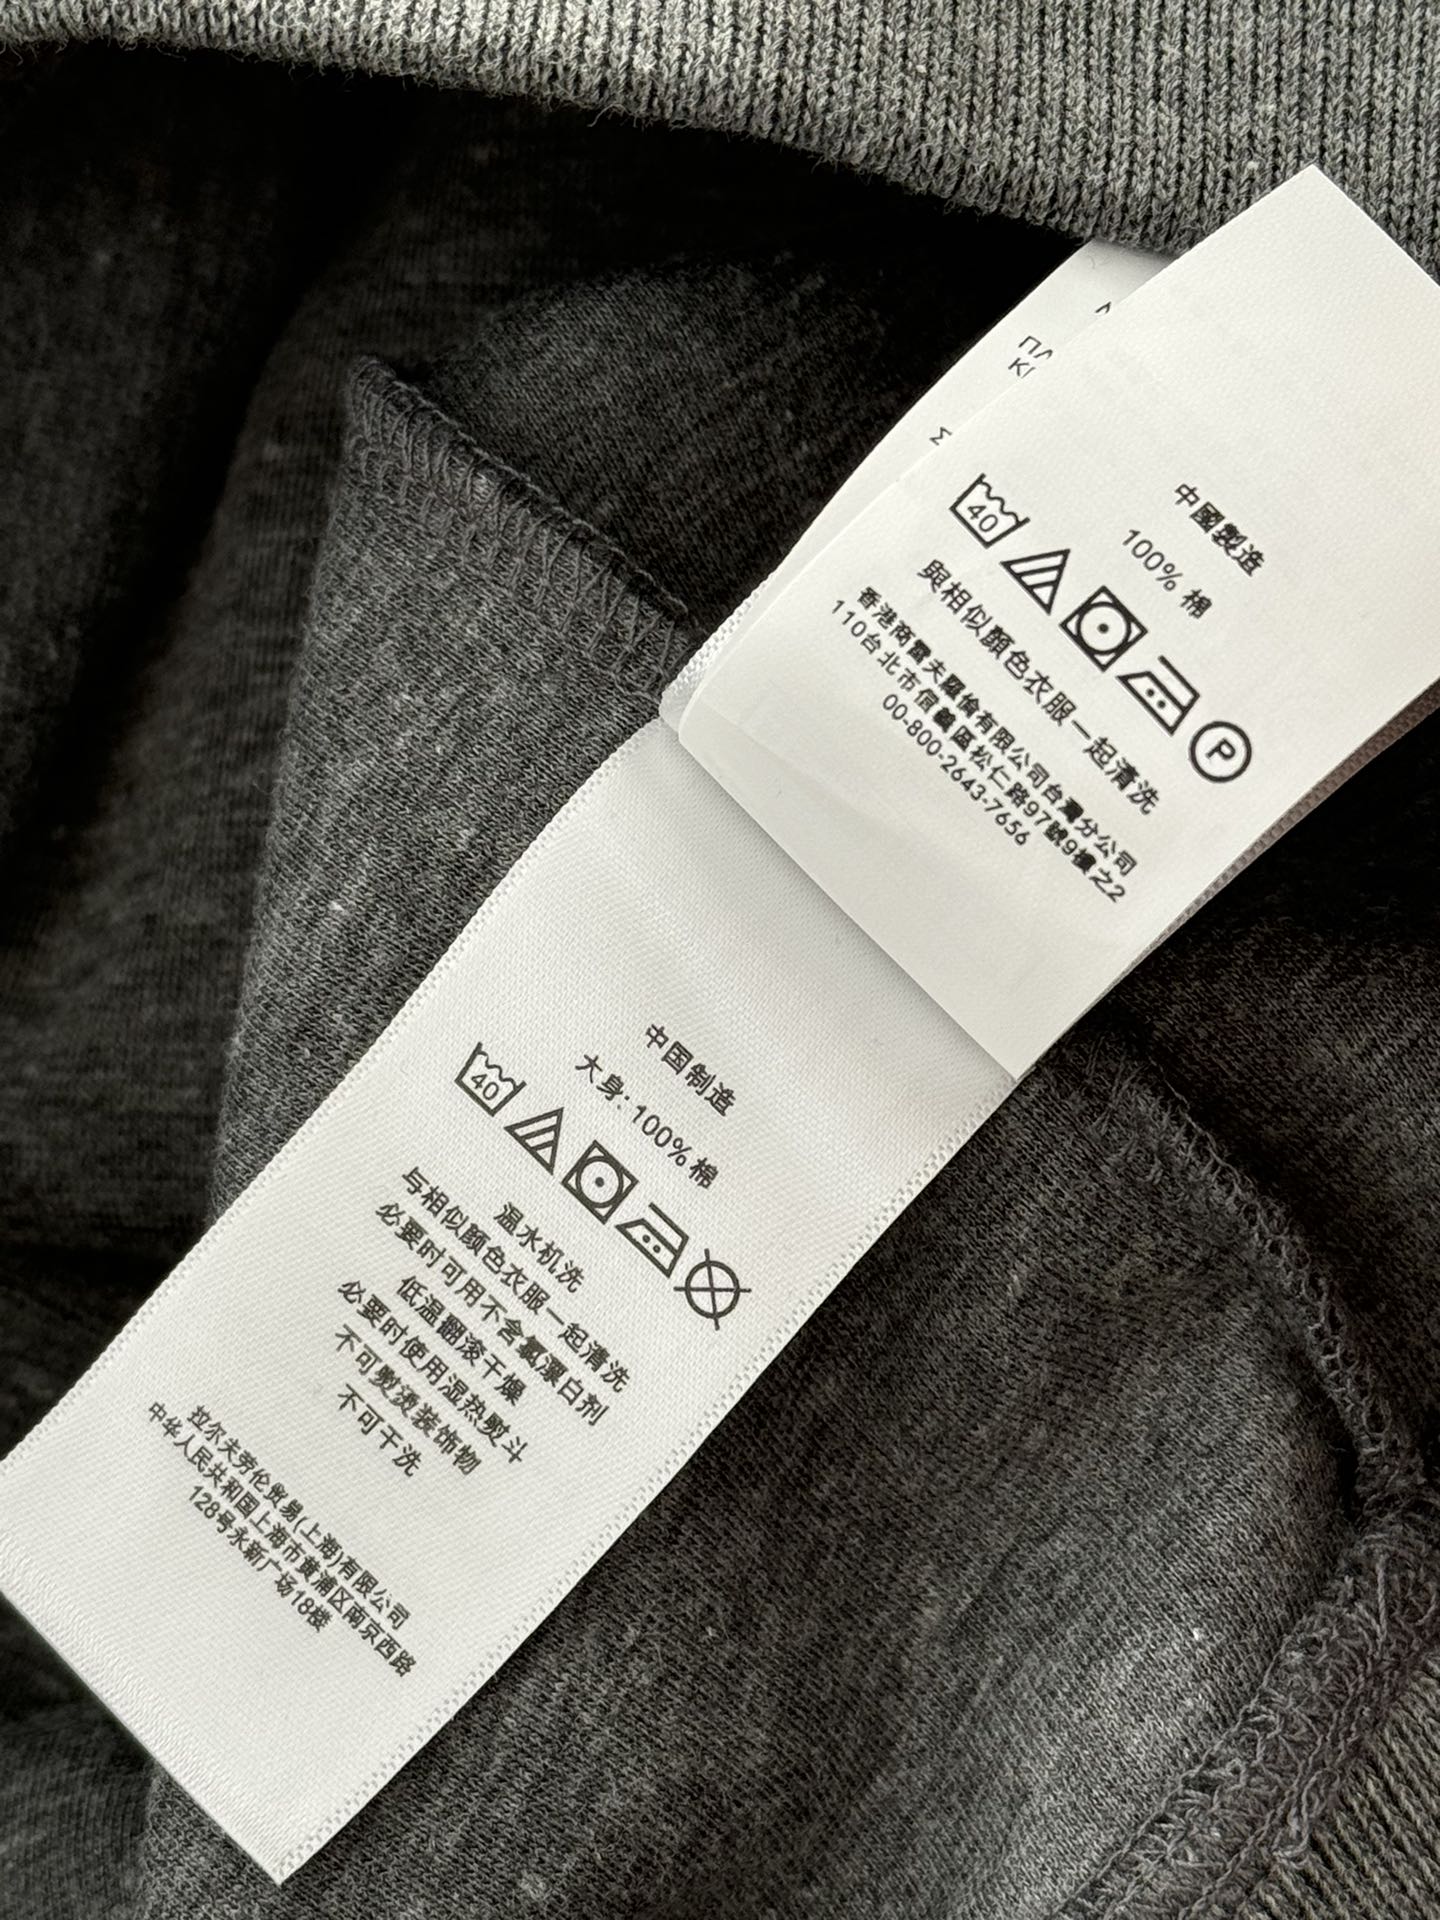 Σ
中國製造
100% 棉
40
P
與相似顏色衣服一起清洗
香港商雷夫羅倫有限公司台灣分公司
110台北市信義區松仁路97號9樓之2
00-800-2643-7656
中国制造
大身: 100% 棉
40
温水机洗
与相似颜色衣服一起清洗
必要时可用不含氯漂白剂
低温翻滚干燥
必要时使用湿热熨斗
不可熨烫装饰物
不可干洗
拉尔夫劳伦贸易(上海)有限公司
中华人民共和国上海市黄浦区南京西路
128号永新广场18楼